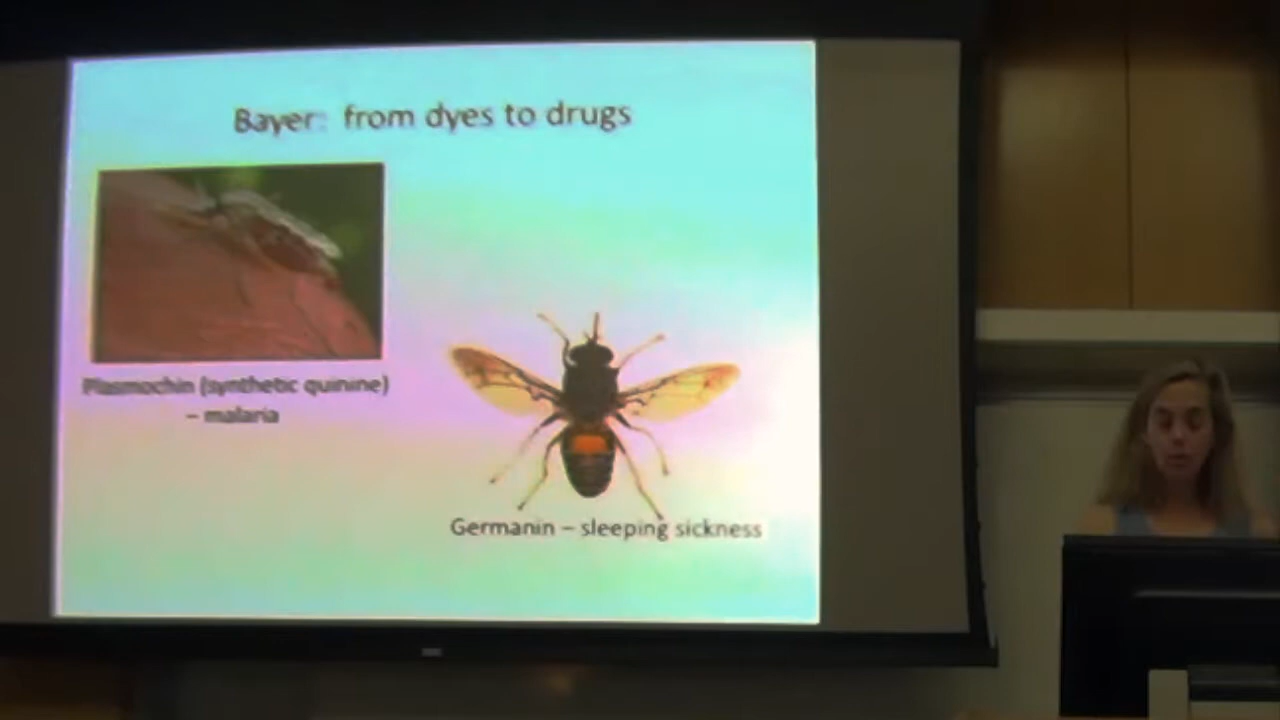 Bayer: from dyes to drugs
Plasmochin (synthetic quinine)
– malaria
Germanin – sleeping sickness